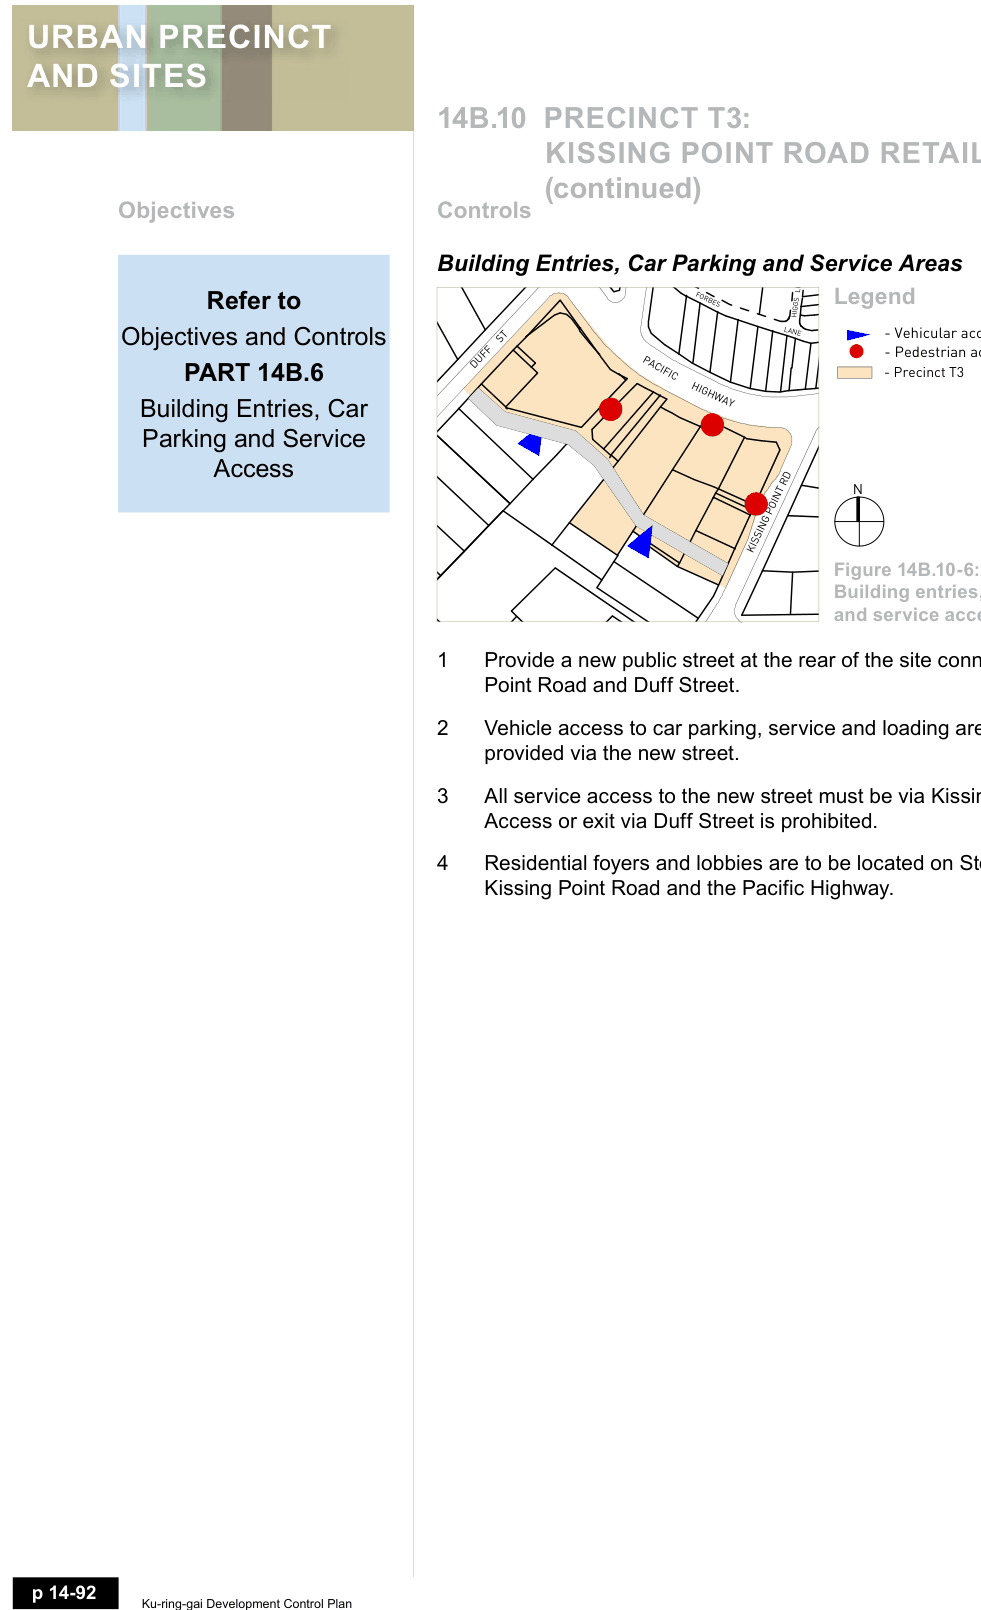 URBAN PRECINCT
AND SITES
14B.10 PRECINCT T3:
KISSING POINT ROAD RETAIL
(continued)
Objectives
Controls
Refer to
Objectives and Controls
PART 14B.6
Building Entries, Car
Parking and Service
Access
Building Entries, Car Parking and Service Areas
DUFF ST
FORBES
LANE
HIGGS
PACIFIC HIGHWAY
KISSING POINT RD
Legend
- Vehicular acc
- Pedestrian ac
- Precinct T3
N
Figure 14B.10-6:
Building entries,
and service acce
1 Provide a new public street at the rear of the site conn
Point Road and Duff Street.
2 Vehicle access to car parking, service and loading are
provided via the new street.
3 All service access to the new street must be via Kissin
Access or exit via Duff Street is prohibited.
4 Residential foyers and lobbies are to be located on St
Kissing Point Road and the Pacific Highway.
p 14-92
Ku-ring-gai Development Control Plan